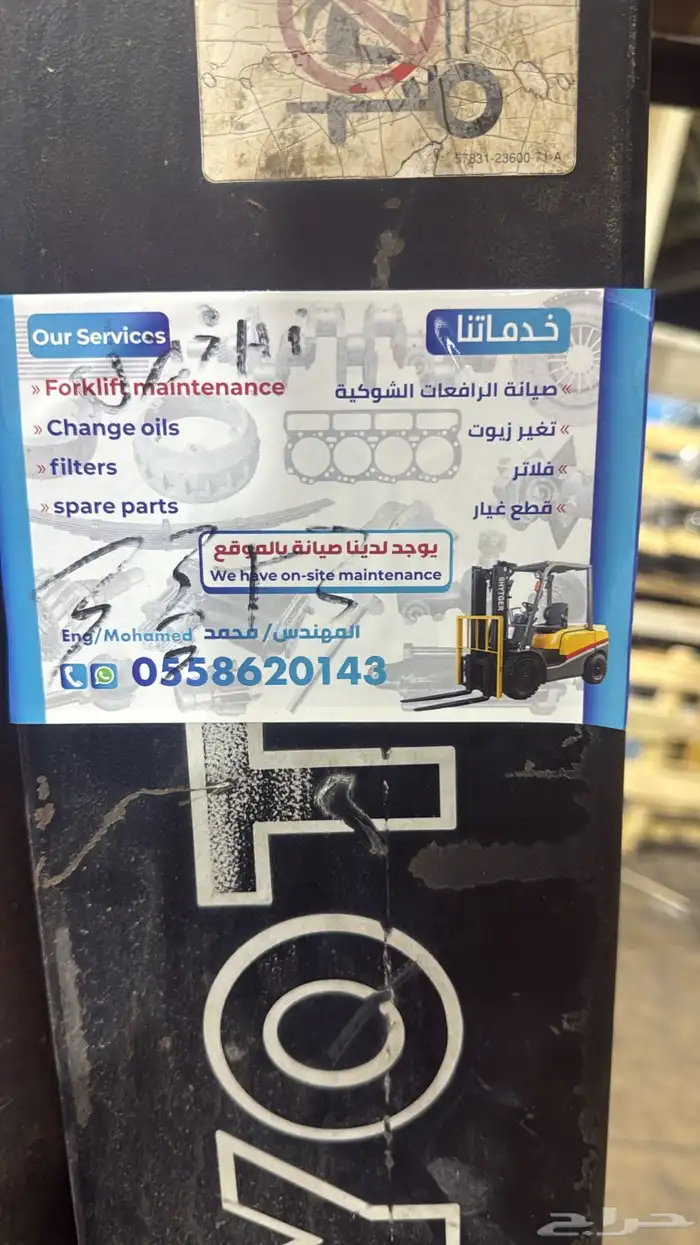 57831-23600-71-A
Our Services
خدماتنا
» Forklift maintenance
صيانة الرافعات الشوكية «
» Change oils
تغير زيوت «
» filters
فلاتر «
» spare parts
قطع غيار «
يوجد لدينا صيانة بالموقع
We have on-site maintenance
Eng/Mohamed المهندس/ محمد
0558620143
TOY
حراج